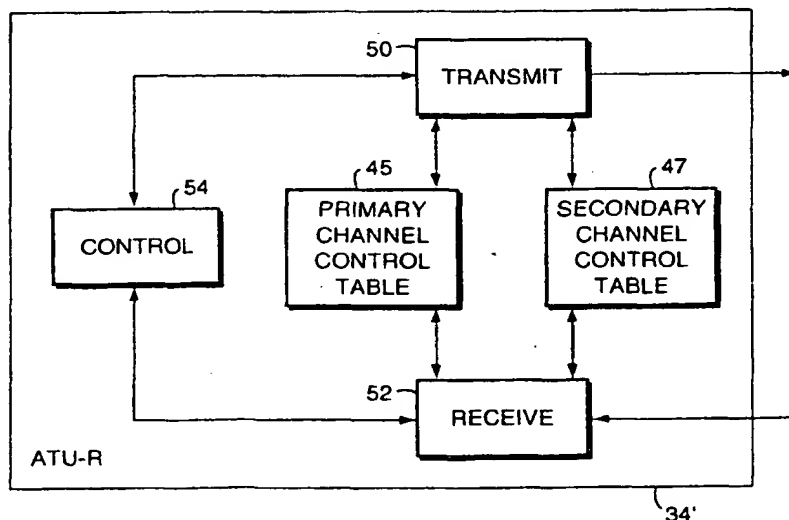 50
TRANSMIT
54
CONTROL
45
PRIMARY
CHANNEL
CONTROL
TABLE
47
SECONDARY
CHANNEL
CONTROL
TABLE
52
RECEIVE
ATU-R
34'